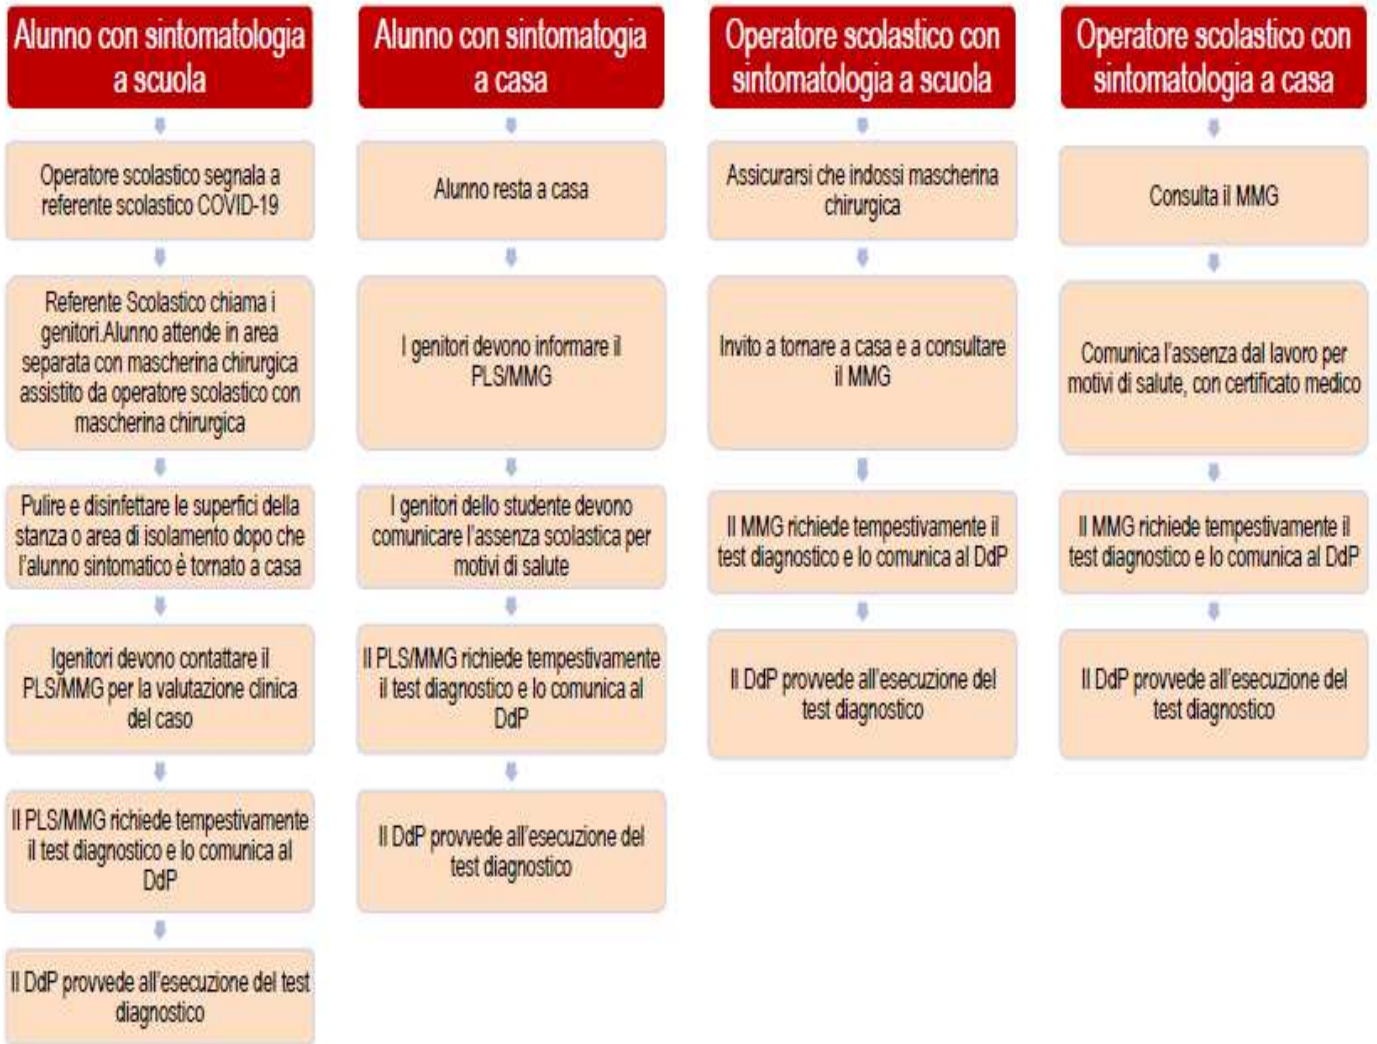 Alunno con sintomatologia
a scuola
Operatore scolastico segnala a
referente scolastico COVID-19
Referente Scolastico chiama i
genitori.Alunno attende in area
separata con mascherina chirurgica
assistito da operatore scolastico con
mascherina chirurgica
Pulire e disinfettare le superfici della
stanza o area di isolamento dopo che
l'alunno sintomatico è tornato a casa
Igenitori devono contattare il
PLS/MMG per la valutazione clinica
del caso
Il PLS/MMG richiede tempestivamente
il test diagnostico e lo comunica al
DdP
Il DdP provvede all'esecuzione del test
diagnostico
Alunno con sintomatogia
a casa
Alunno resta a casa
I genitori devono informare il
PLS/MMG
I genitori dello studente devono
comunicare l'assenza scolastica per
motivi di salute
Il PLS/MMG richiede tempestivamente
il test diagnostico e lo comunica al
DdP
Il DdP provvede all'esecuzione del
test diagnostico
Operatore scolastico con
sintomatologia a scuola
Assicurarsi che indossi mascherina
chirurgica
Invito a tornare a casa e a consultare
il MMG
Il MMG richiede tempestivamente il
test diagnostico e lo comunica al DdP
Il DdP provvede all'esecuzione del
test diagnostico
Operatore scolastico con
sintomatologia a casa
Consulta il MMG
Comunica l'assenza dal lavoro per
motivi di salute, con certificato medico
Il MMG richiede tempestivamente il
test diagnostico e lo comunica al DdP
Il DdP provvede all'esecuzione del
test diagnostico